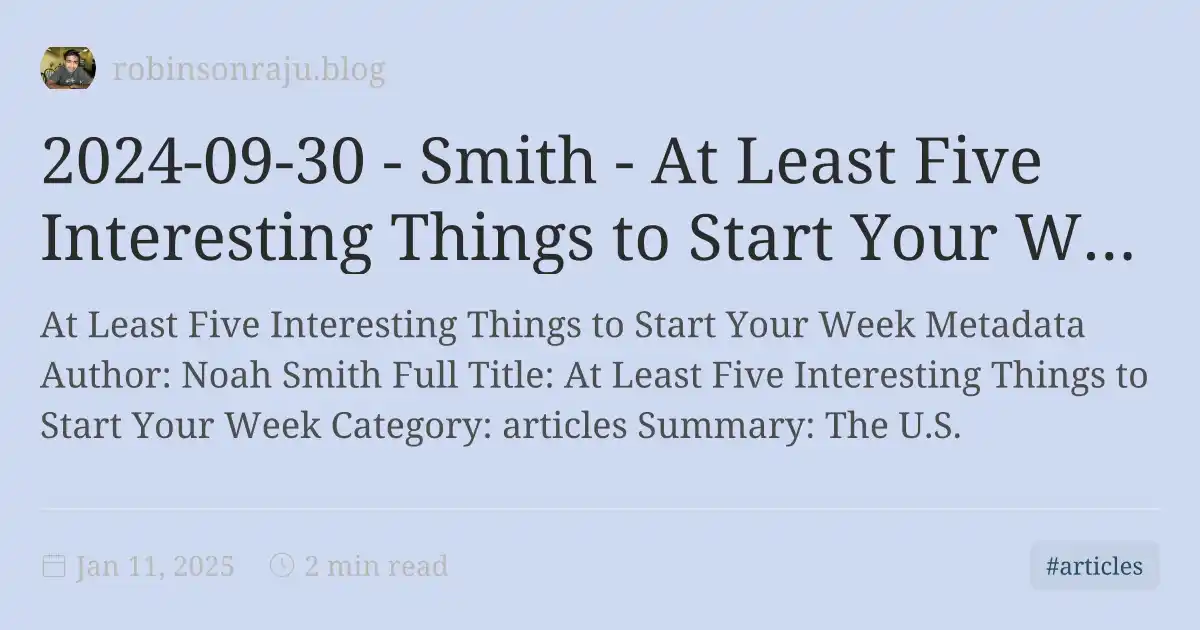 robinsonraju.blog
2024-09-30 - Smith - At Least Five
Interesting Things to Start Your W...
At Least Five Interesting Things to Start Your Week Metadata
Author: Noah Smith Full Title: At Least Five Interesting Things to
Start Your Week Category: articles Summary: The U.S.
Jan 11, 2025 2 min read #articles